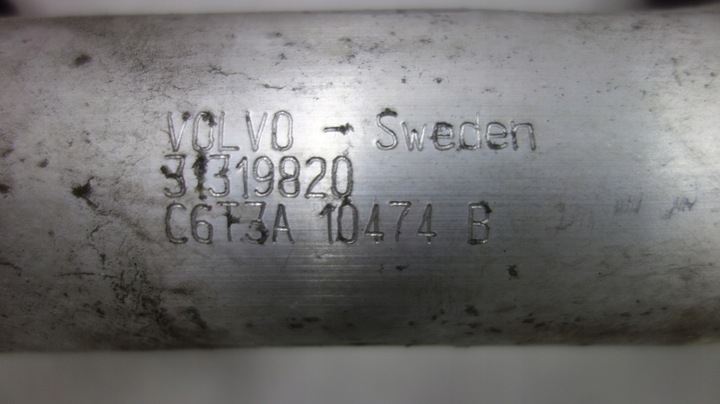 VOLVO - Sweden
31319820
C6T3A 10474 B